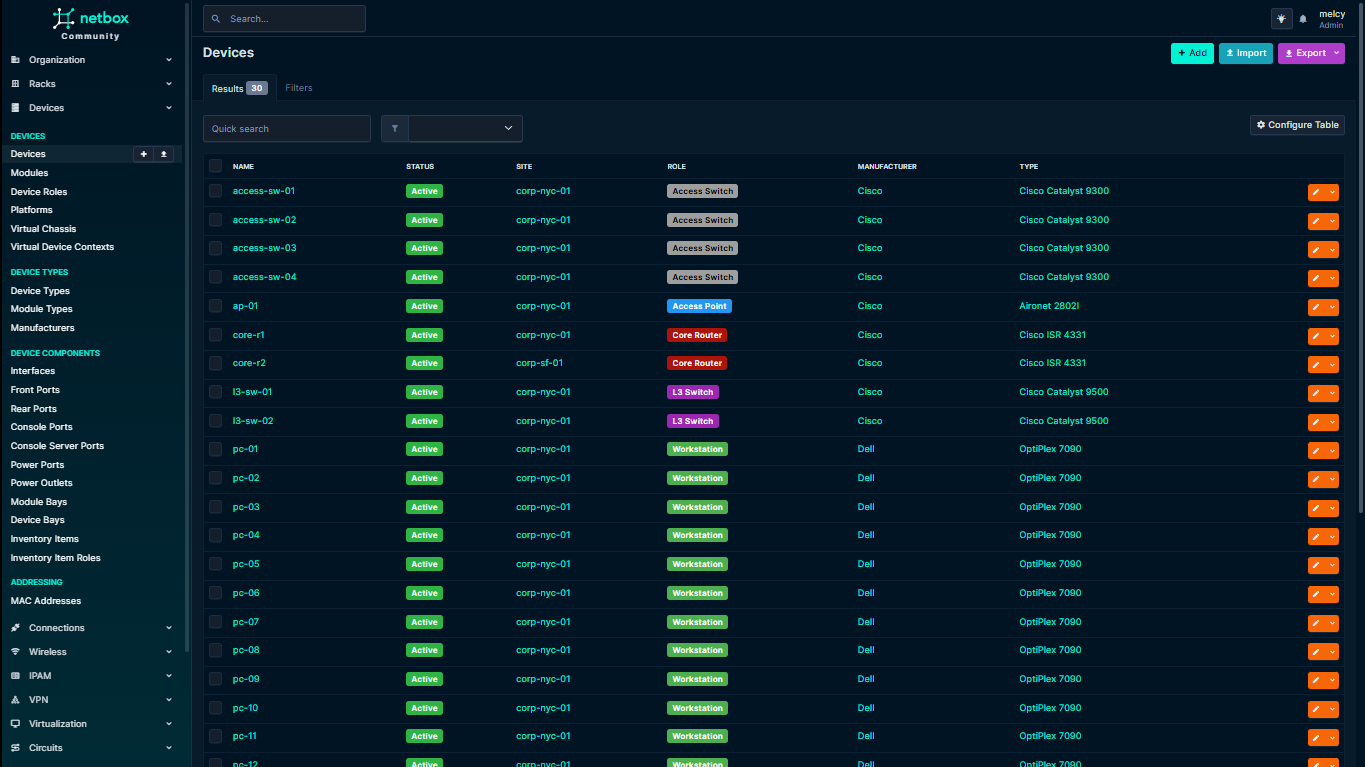 netbox
Community
Organization
Racks
Devices
DEVICES
Devices
Modules
Device Roles
Platforms
Virtual Chassis
Virtual Device Contexts
DEVICE TYPES
Device Types
Module Types
Manufacturers
DEVICE COMPONENTS
Interfaces
Front Ports
Rear Ports
Console Ports
Console Server Ports
Power Ports
Power Outlets
Module Bays
Device Bays
Inventory Items
Inventory Item Roles
ADDRESSING
MAC Addresses
Connections
Wireless
IPAM
VPN
Virtualization
Circuits
Search...
melcy
Admin
Devices
+ Add
Import
Export
Results 30
Filters
Quick search
Configure Table
NAME STATUS SITE ROLE MANUFACTURER TYPE
access-sw-01 Active corp-nyc-01 Access Switch Cisco Cisco Catalyst 9300
access-sw-02 Active corp-nyc-01 Access Switch Cisco Cisco Catalyst 9300
access-sw-03 Active corp-nyc-01 Access Switch Cisco Cisco Catalyst 9300
access-sw-04 Active corp-nyc-01 Access Switch Cisco Cisco Catalyst 9300
ap-01 Active corp-nyc-01 Access Point Cisco Aironet 2802I
core-r1 Active corp-nyc-01 Core Router Cisco Cisco ISR 4331
core-r2 Active corp-sf-01 Core Router Cisco Cisco ISR 4331
l3-sw-01 Active corp-nyc-01 L3 Switch Cisco Cisco Catalyst 9500
l3-sw-02 Active corp-nyc-01 L3 Switch Cisco Cisco Catalyst 9500
pc-01 Active corp-nyc-01 Workstation Dell OptiPlex 7090
pc-02 Active corp-nyc-01 Workstation Dell OptiPlex 7090
pc-03 Active corp-nyc-01 Workstation Dell OptiPlex 7090
pc-04 Active corp-nyc-01 Workstation Dell OptiPlex 7090
pc-05 Active corp-nyc-01 Workstation Dell OptiPlex 7090
pc-06 Active corp-nyc-01 Workstation Dell OptiPlex 7090
pc-07 Active corp-nyc-01 Workstation Dell OptiPlex 7090
pc-08 Active corp-nyc-01 Workstation Dell OptiPlex 7090
pc-09 Active corp-nyc-01 Workstation Dell OptiPlex 7090
pc-10 Active corp-nyc-01 Workstation Dell OptiPlex 7090
pc-11 Active corp-nyc-01 Workstation Dell OptiPlex 7090
pc-12 Active corp-nyc-01 Workstation Dell OptiPlex 7090